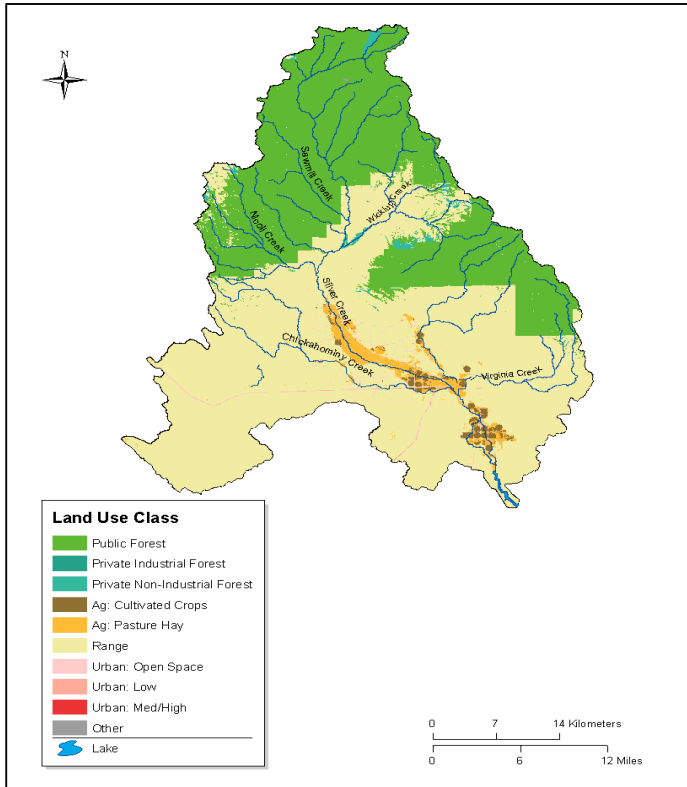 N
Sawmill Creek
Wickiup Creek
Nicoll Creek
Silver Creek
Chickahominy Creek
Virginia Creek
Land Use Class
Public Forest
Private Industrial Forest
Private Non-Industrial Forest
Ag: Cultivated Crops
Ag: Pasture Hay
Range
Urban: Open Space
Urban: Low
Urban: Med/High
Other
Lake
0 7 14 Kilometers
0 6 12 Miles